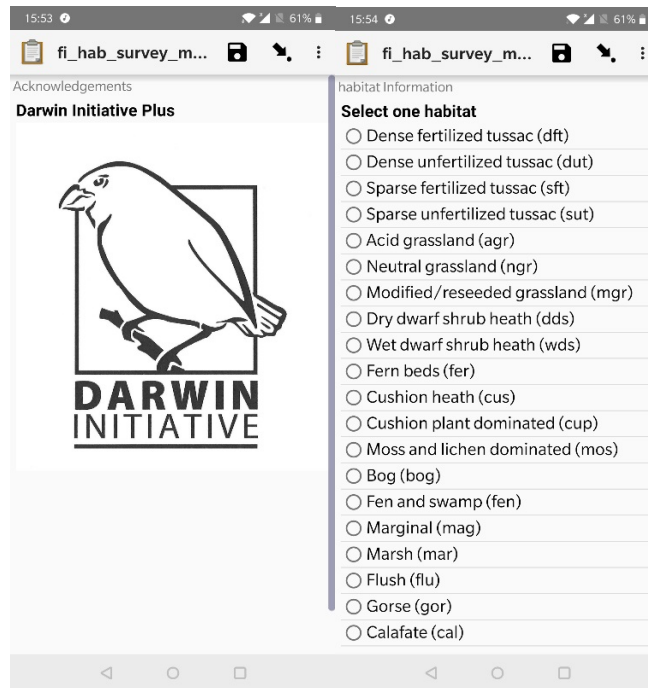 15:53
61%
fi_hab_survey_m...
Acknowledgements
Darwin Initiative Plus
DARWIN
INITIATIVE
15:54
61%
fi_hab_survey_m...
habitat Information
Select one habitat
Dense fertilized tussac (dft)
Dense unfertilized tussac (dut)
Sparse fertilized tussac (sft)
Sparse unfertilized tussac (sut)
Acid grassland (agr)
Neutral grassland (ngr)
Modified/reseeded grassland (mgr)
Dry dwarf shrub heath (dds)
Wet dwarf shrub heath (wds)
Fern beds (fer)
Cushion heath (cus)
Cushion plant dominated (cup)
Moss and lichen dominated (mos)
Bog (bog)
Fen and swamp (fen)
Marginal (mag)
Marsh (mar)
Flush (flu)
Gorse (gor)
Calafate (cal)